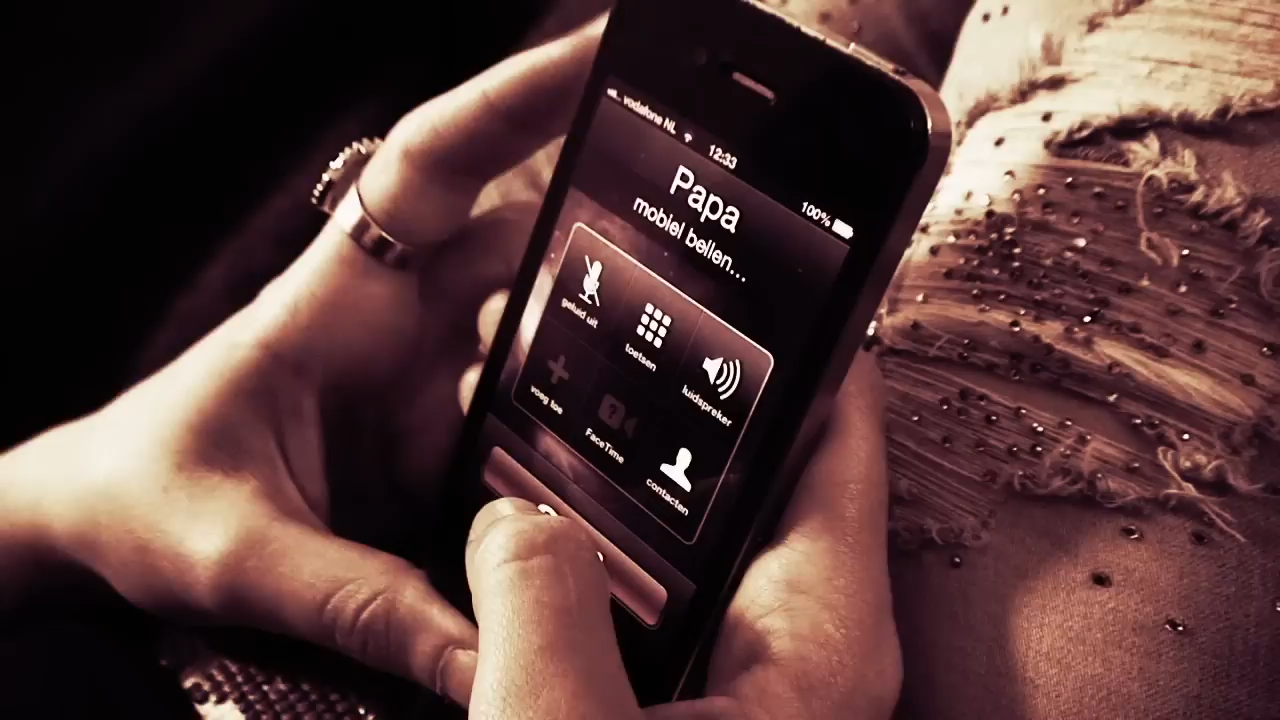 vodafone NL 12:33 100%
Papa
mobiel bellen...
geluid uit toetsen luidspreker
voeg toe FaceTime contacten